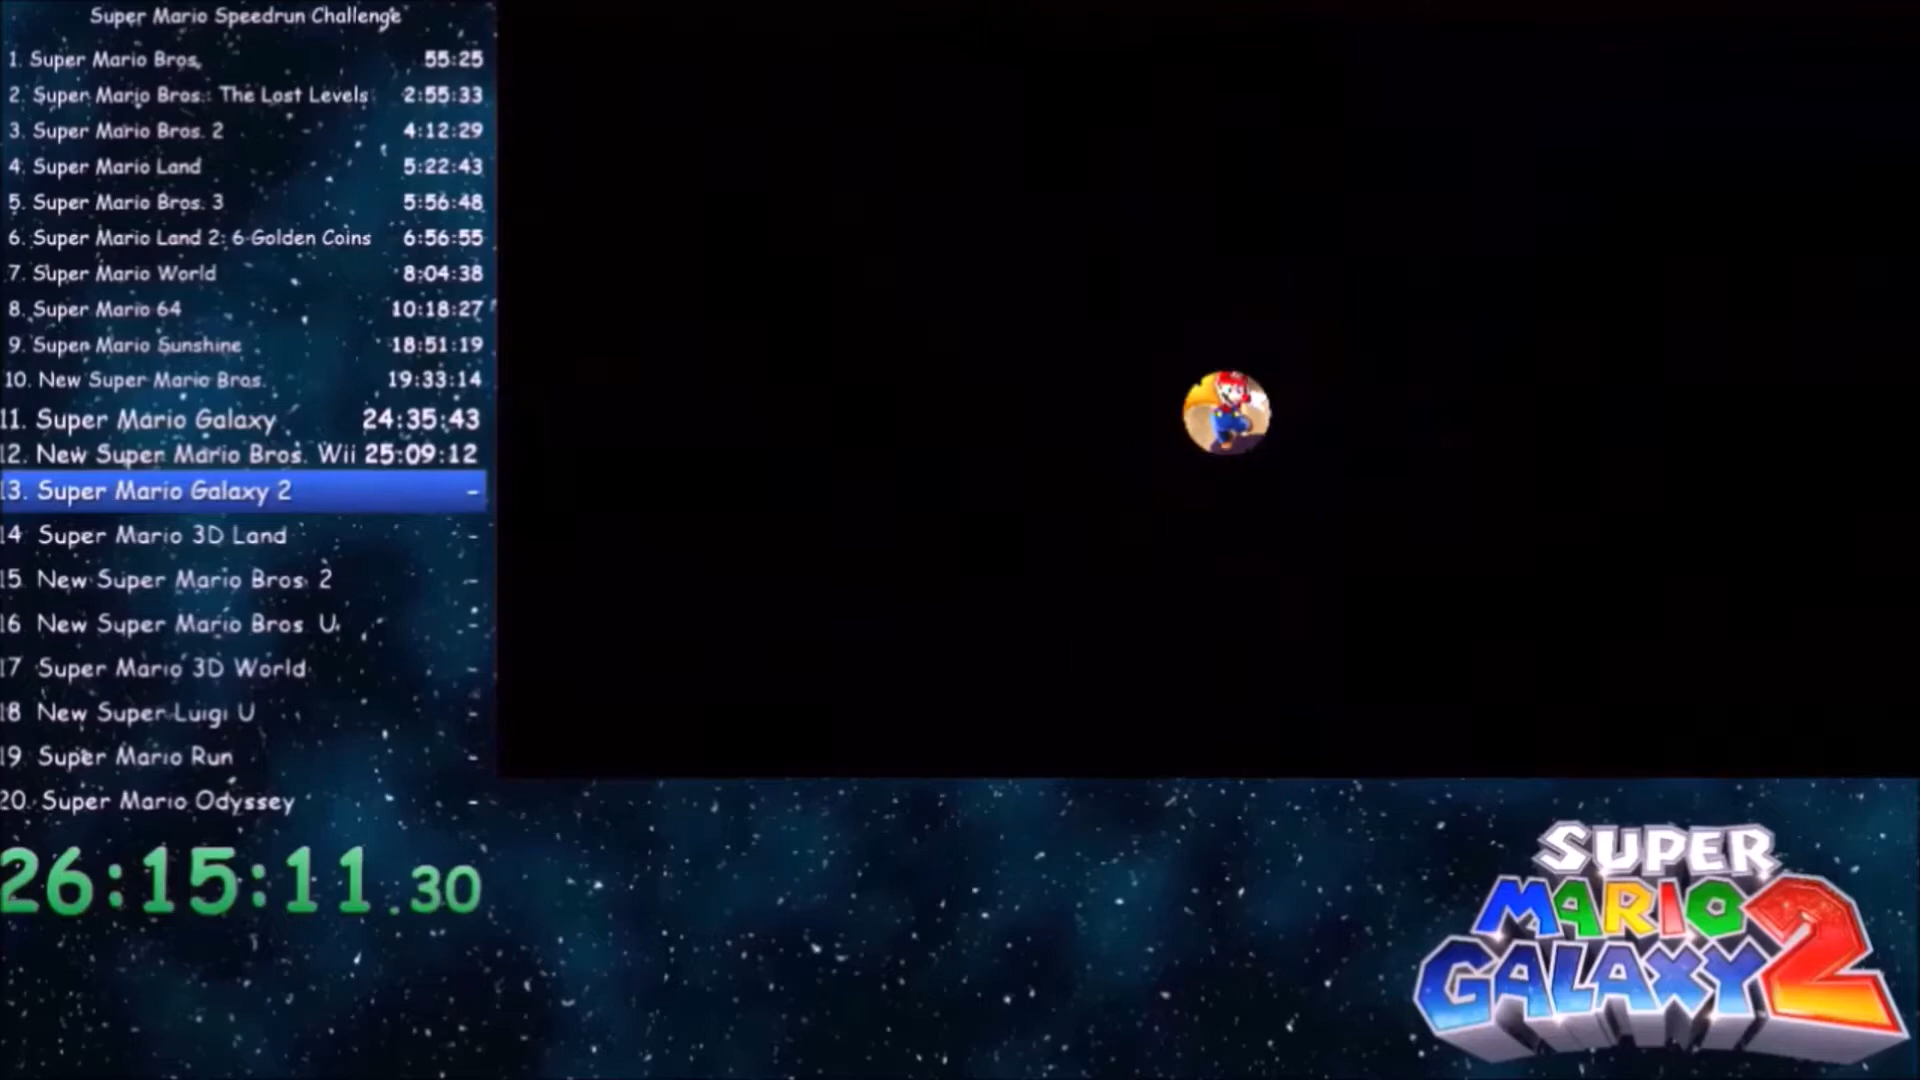 Super Mario Speedrun Challenge
1. Super Mario Bros. 55:25
2. Super Mario Bros.: The Lost Levels 2:55:33
3. Super Mario Bros. 2 4:12:29
4. Super Mario Land 5:22:43
5. Super Mario Bros. 3 5:56:48
6. Super Mario Land 2: 6 Golden Coins 6:56:55
7. Super Mario World 8:04:38
8. Super Mario 64 10:18:27
9. Super Mario Sunshine 18:51:19
10. New Super Mario Bros. 19:33:14
11. Super Mario Galaxy 24:35:43
12. New Super Mario Bros. Wii 25:09:12
13. Super Mario Galaxy 2 -
14 Super Mario 3D Land -
15 New Super Mario Bros. 2 -
16 New Super Mario Bros. U -
17 Super Mario 3D World -
18 New Super Luigi U -
19 Super Mario Run -
20. Super Mario Odyssey -
26:15:11.30
SUPER
MARIO
GALAXY 2